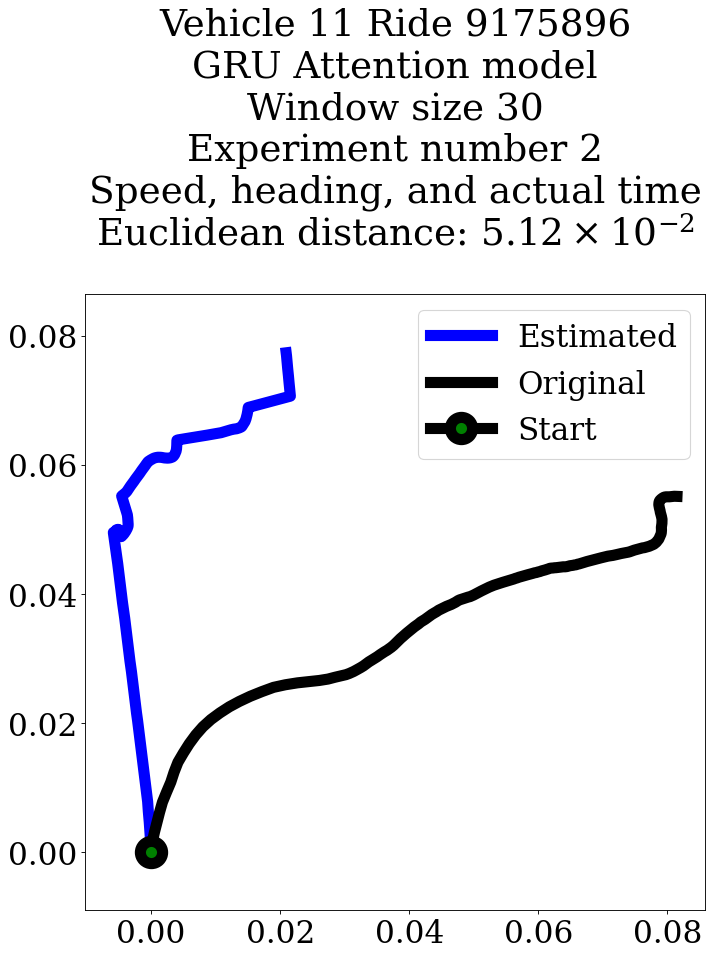 Vehicle 11 Ride 9175896
GRU Attention model
Window size 30
Experiment number 2
Speed, heading, and actual time
Euclidean distance: 5.12 × 10⁻²
Estimated
Original
Start
0.08
0.06
0.04
0.02
0.00
0.00 0.02 0.04 0.06 0.08